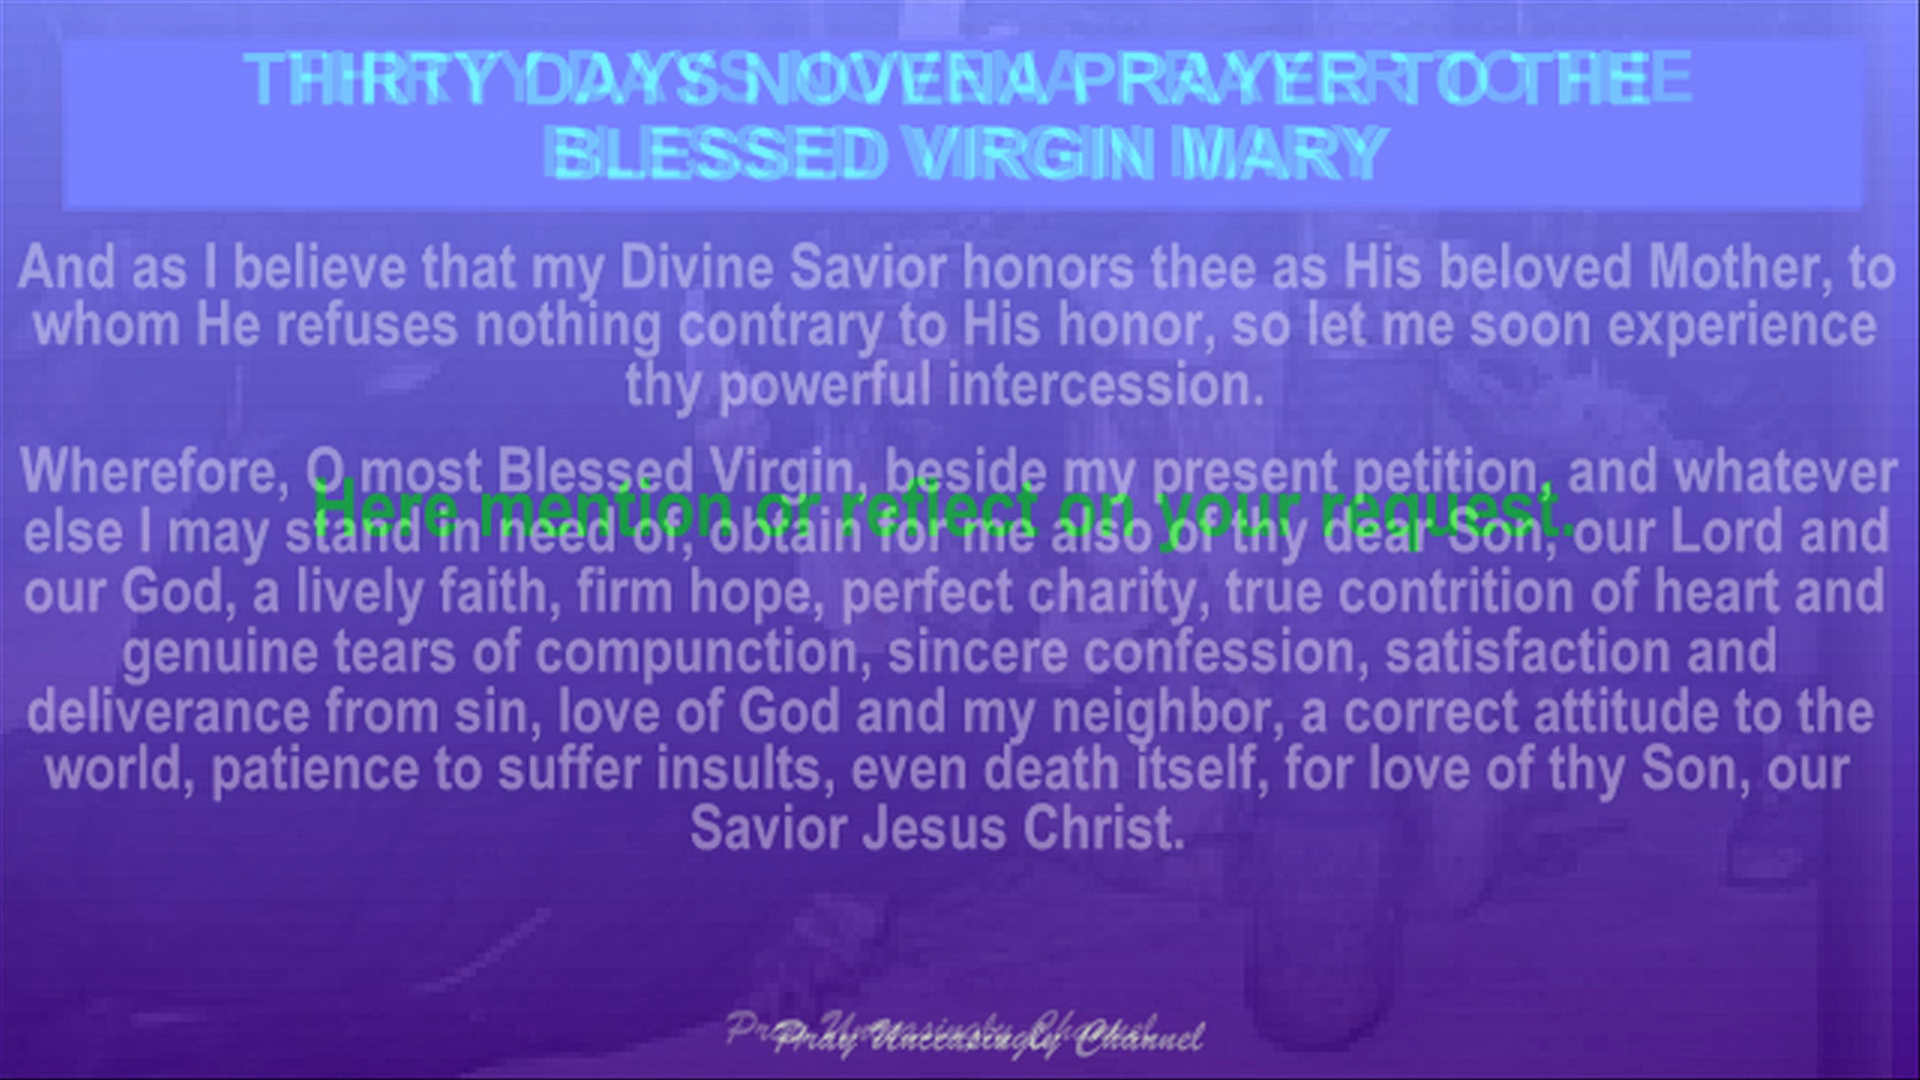 THIRTY DAYS NOVENA PRAYER TO THE
BLESSED VIRGIN MARY
And as I believe that my Divine Savior honors thee as His beloved Mother, to
whom He refuses nothing contrary to His honor, so let me soon experience
thy powerful intercession.
Wherefore, O most Blessed Virgin, beside my present petition, and whatever
Here mention or reflect on your request.
else I may stand in need of, obtain for me also of thy dear Son, our Lord and
our God, a lively faith, firm hope, perfect charity, true contrition of heart and
genuine tears of compunction, sincere confession, satisfaction and
deliverance from sin, love of God and my neighbor, a correct attitude to the
world, patience to suffer insults, even death itself, for love of thy Son, our
Savior Jesus Christ.
Pray Unceasingly Channel